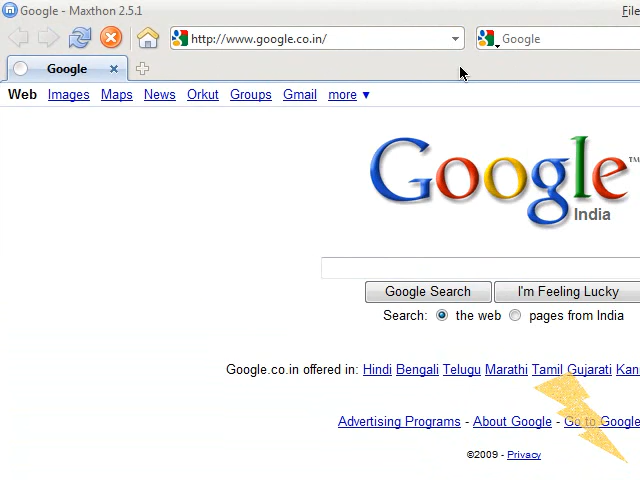 Google - Maxthon 2.5.1
File
http://www.google.co.in/
Google
Google
Web Images Maps News Orkut Groups Gmail more ▼
Google™
India
Google Search I'm Feeling Lucky
Search: the web pages from India
Google.co.in offered in: Hindi Bengali Telugu Marathi Tamil Gujarati Kan
Advertising Programs - About Google - Go to Google
©2009 - Privacy